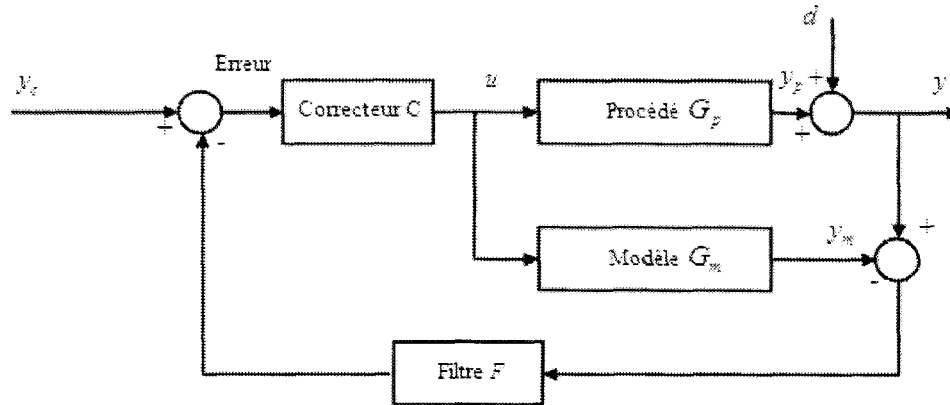 d
Erreur
y_c
u
y_p
+
y
+
Correcteur C
Procédé G_p
+
-
+
y_m
Modèle G_m
-
Filtre F